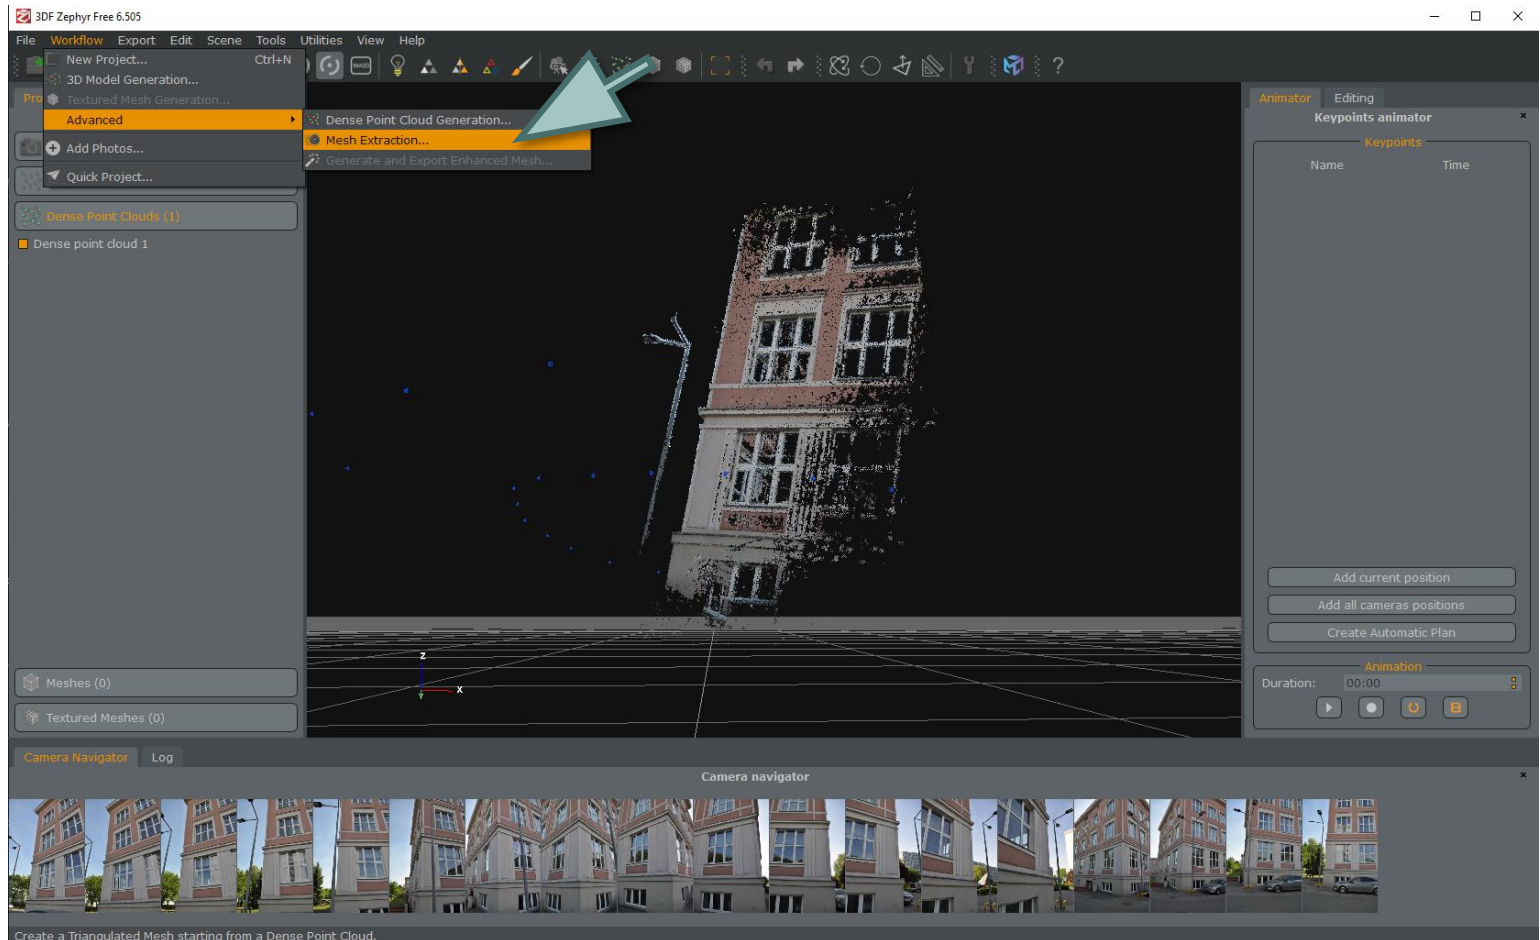 3DF Zephyr Free 6.505
File Workflow Export Edit Scene Tools Utilities View Help
New Project... Ctrl+N
3D Model Generation...
Textured Mesh Generation...
Advanced
Add Photos...
Quick Project...
Dense Point Cloud Generation...
Mesh Extraction...
Generate and Export Enhanced Mesh...
WASD
?
Pro
Dense Point Clouds (1)
Dense point cloud 1
Meshes (0)
Textured Meshes (0)
Z
X
Y
Animator Editing
Keypoints animator
Keypoints
Name Time
Add current position
Add all cameras positions
Create Automatic Plan
Animation
Duration: 00:00
Camera Navigator Log
Camera navigator
Create a Triangulated Mesh starting from a Dense Point Cloud.